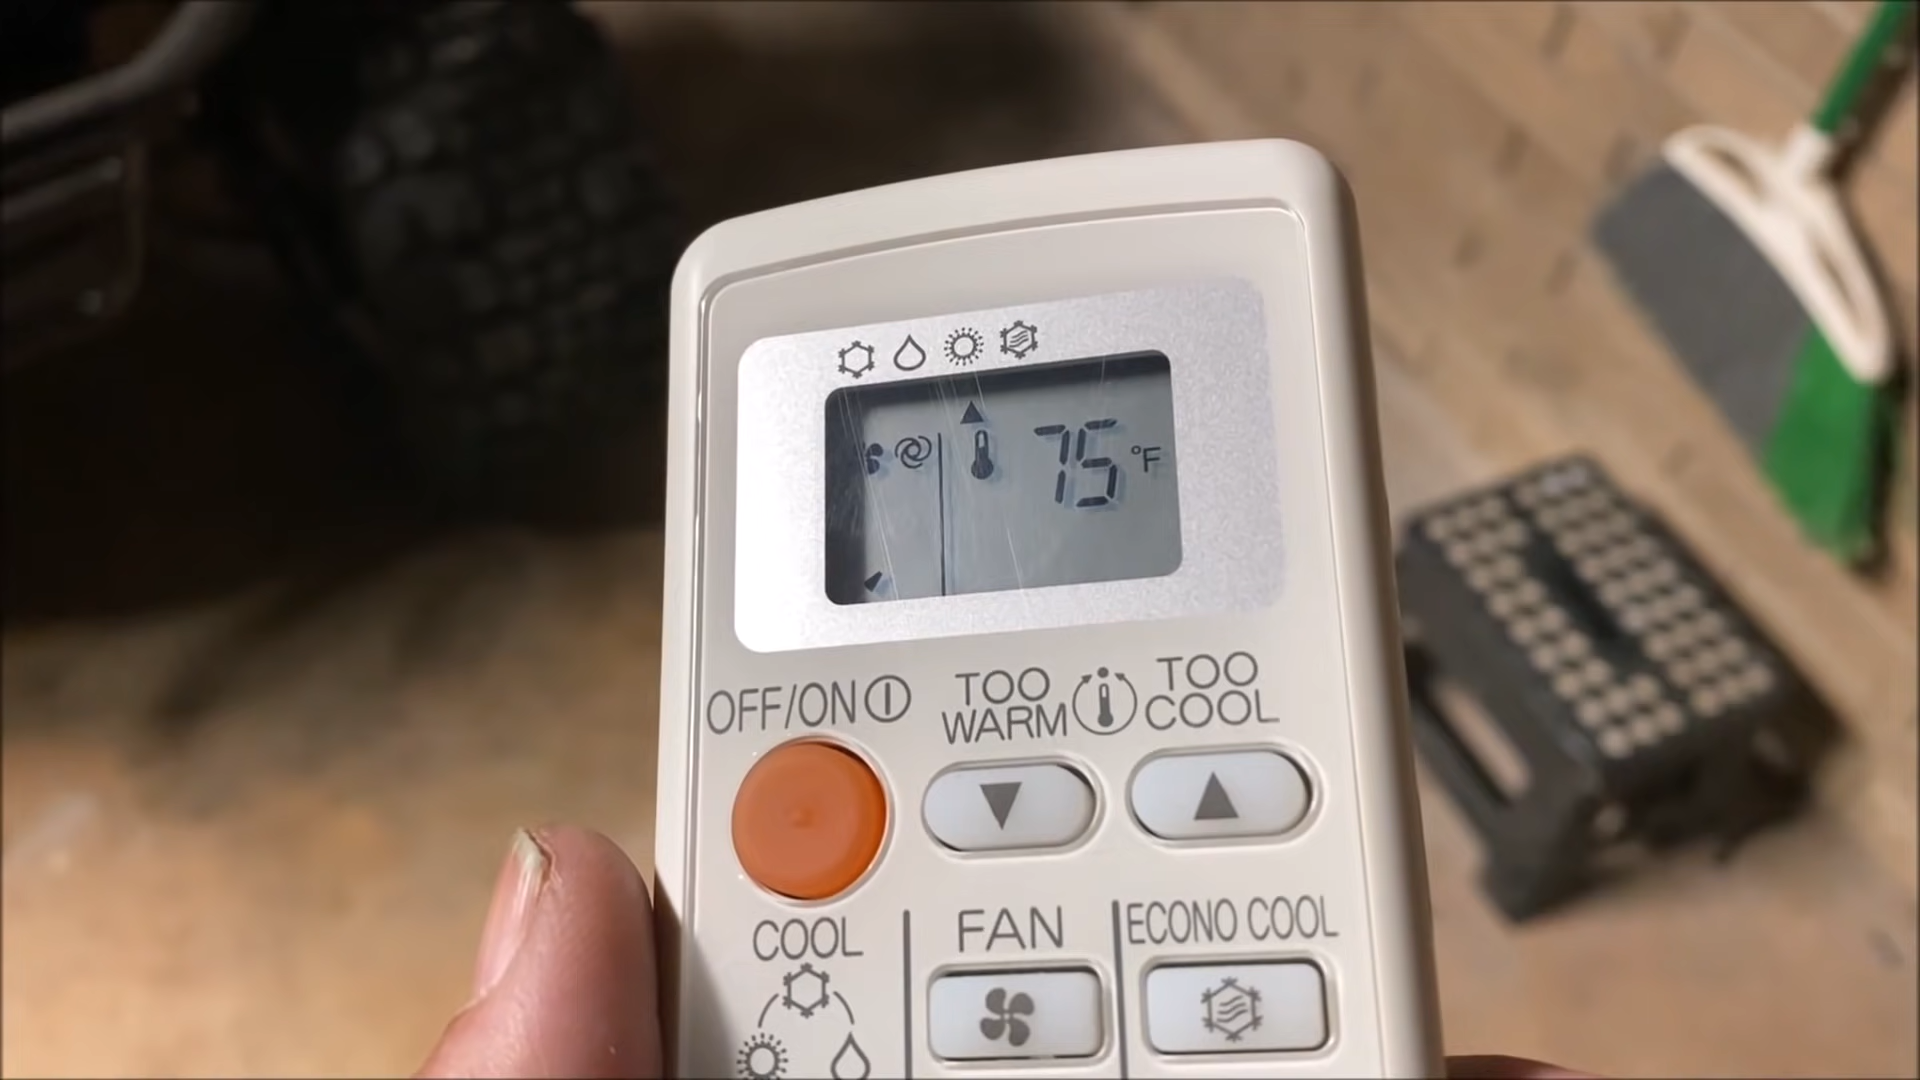 75 °F
OFF/ON
TOO WARM
TOO COOL
COOL
FAN
ECONO COOL